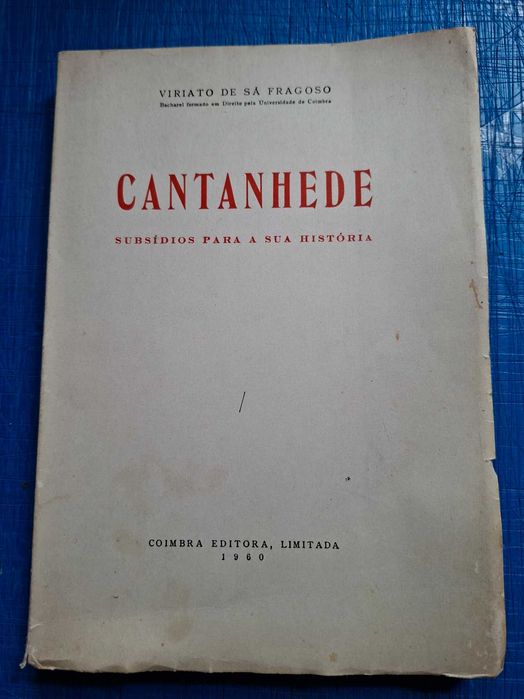 VIRIATO DE SÁ FRAGOSO
Bacharel formado em Direito pela Universidade de Coimbra
CANTANHEDE
SUBSÍDIOS PARA A SUA HISTÓRIA
COIMBRA EDITORA, LIMITADA
1960